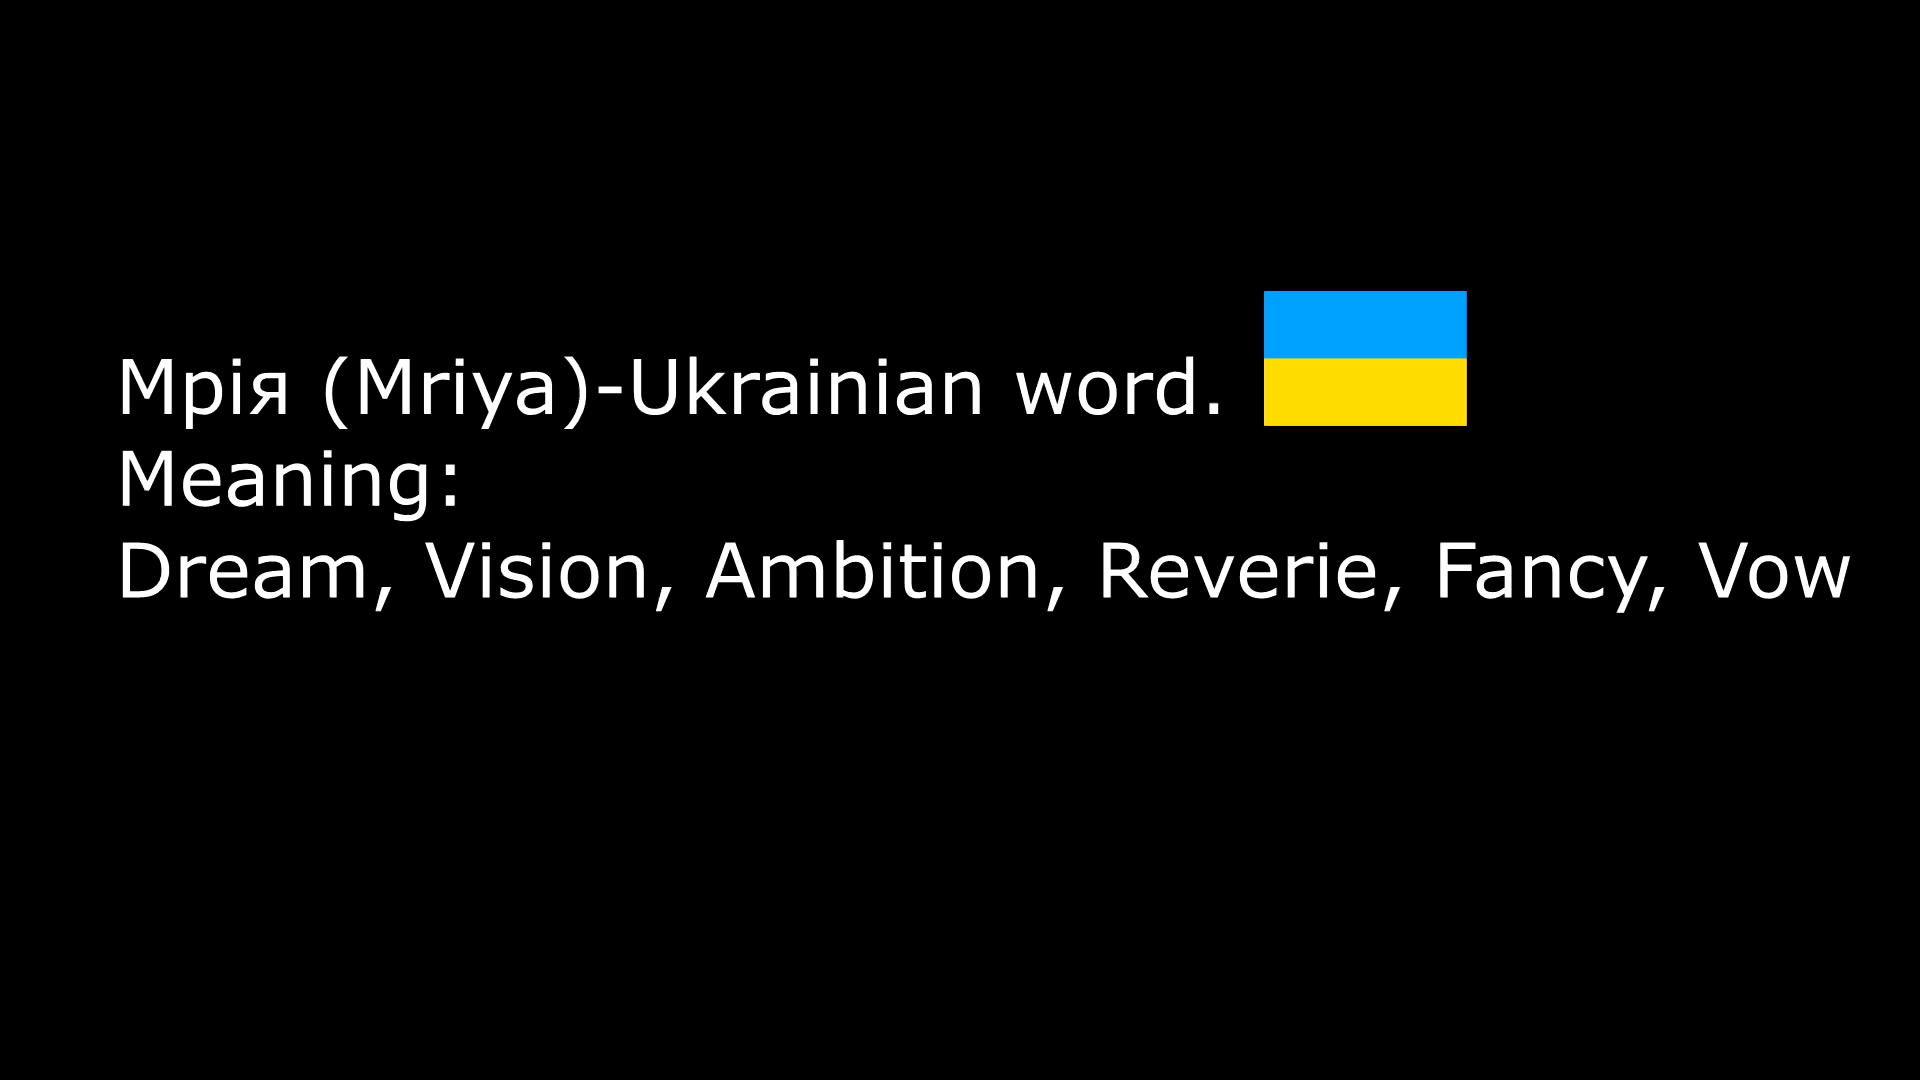 Мрія (Mriya)-Ukrainian word.
Meaning:
Dream, Vision, Ambition, Reverie, Fancy, Vow